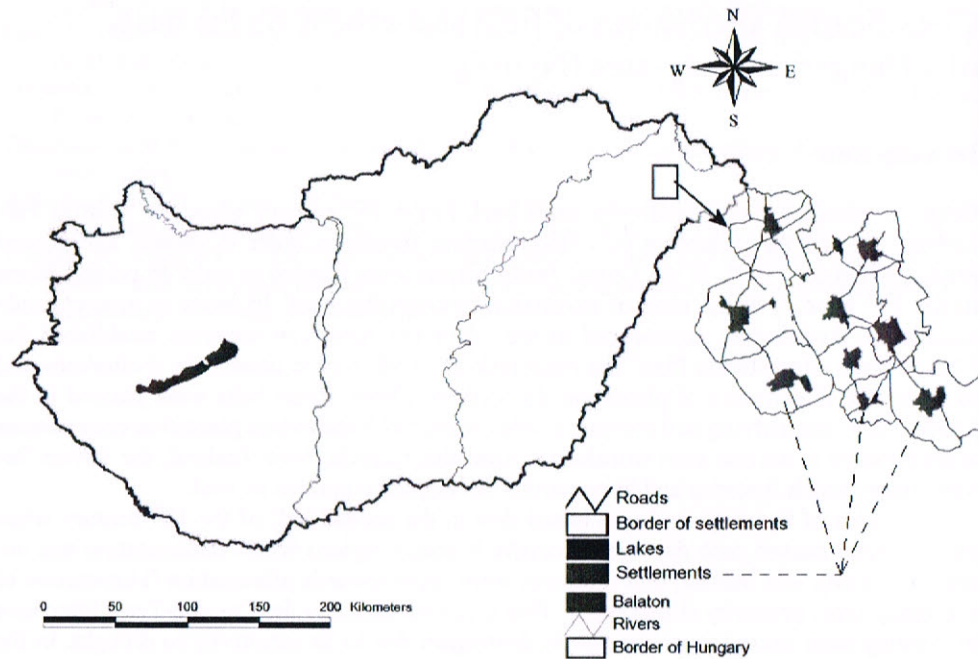 N
W E
S
Roads
Border of settlements
Lakes
Settlements
Balaton
Rivers
Border of Hungary
0 50 100 150 200 Kilometers